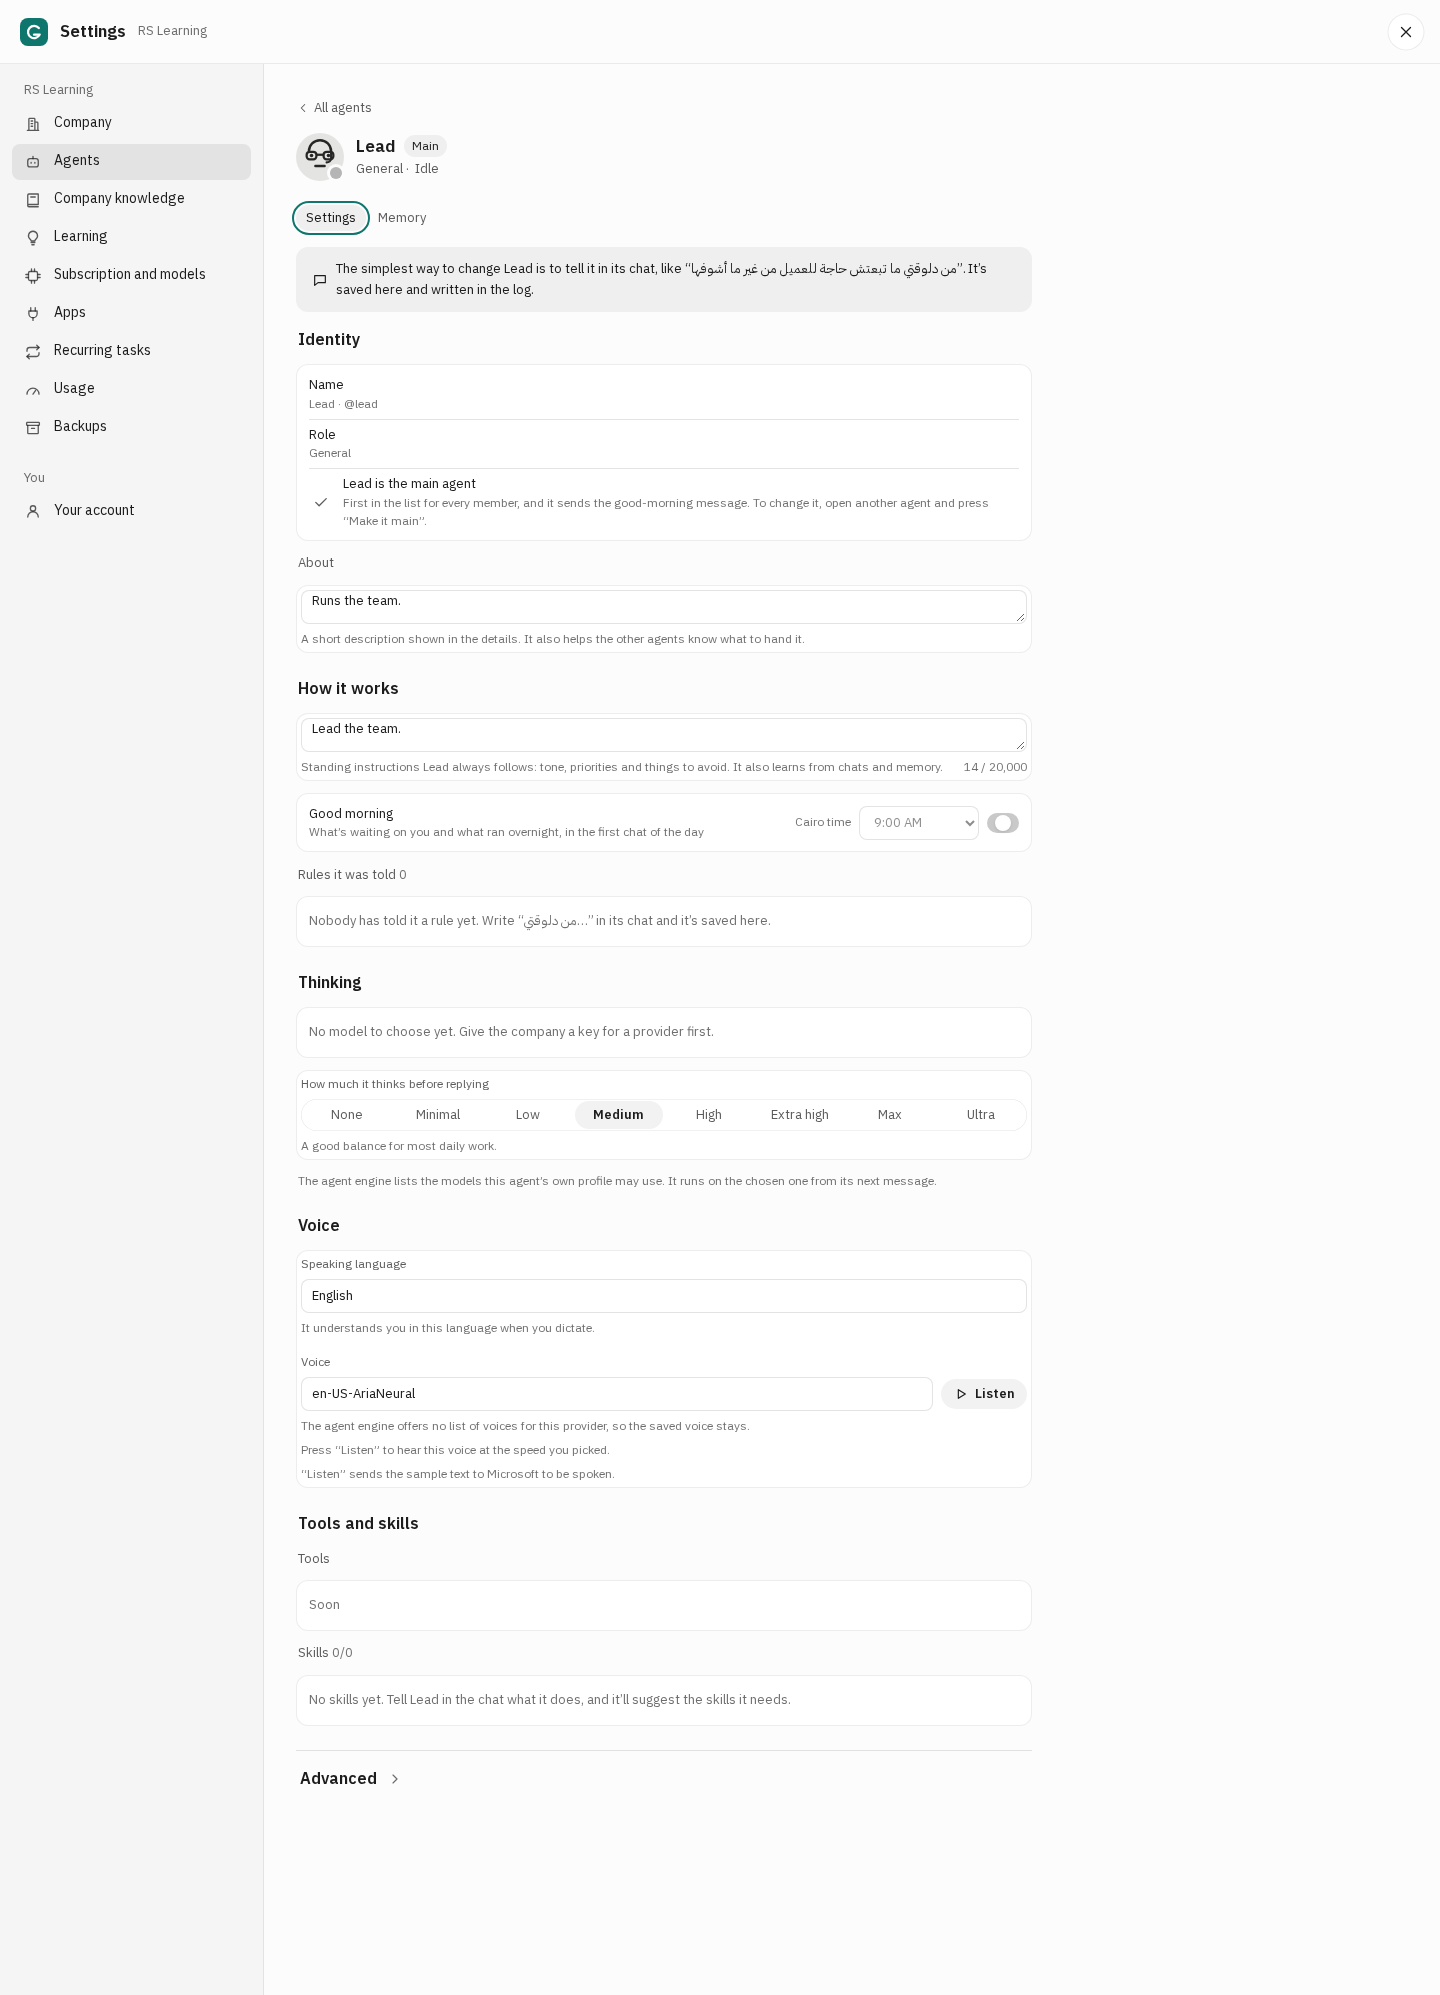 Settings RS Learning
RS Learning
Company
Agents
Company knowledge
Learning
Subscription and models
Apps
Recurring tasks
Usage
Backups
You
Your account
All agents
Lead Main
General · Idle
Settings Memory
The simplest way to change Lead is to tell it in its chat, like “من دلوقتي ما تبعتش حاجة للعميل من غير ما أشوفها”. It’s
saved here and written in the log.
Identity
Name
Lead · @lead
Role
General
Lead is the main agent
First in the list for every member, and it sends the good-morning message. To change it, open another agent and press
“Make it main”.
About
Runs the team.
A short description shown in the details. It also helps the other agents know what to hand it.
How it works
Lead the team.
Standing instructions Lead always follows: tone, priorities and things to avoid. It also learns from chats and memory. 14 / 20,000
Good morning
What’s waiting on you and what ran overnight, in the first chat of the day
Cairo time 9:00 AM
Rules it was told 0
Nobody has told it a rule yet. Write “من دلوقتي…” in its chat and it’s saved here.
Thinking
No model to choose yet. Give the company a key for a provider first.
How much it thinks before replying
None Minimal Low Medium High Extra high Max Ultra
A good balance for most daily work.
The agent engine lists the models this agent’s own profile may use. It runs on the chosen one from its next message.
Voice
Speaking language
English
It understands you in this language when you dictate.
Voice
en-US-AriaNeural Listen
The agent engine offers no list of voices for this provider, so the saved voice stays.
Press “Listen” to hear this voice at the speed you picked.
“Listen” sends the sample text to Microsoft to be spoken.
Tools and skills
Tools
Soon
Skills 0/0
No skills yet. Tell Lead in the chat what it does, and it’ll suggest the skills it needs.
Advanced